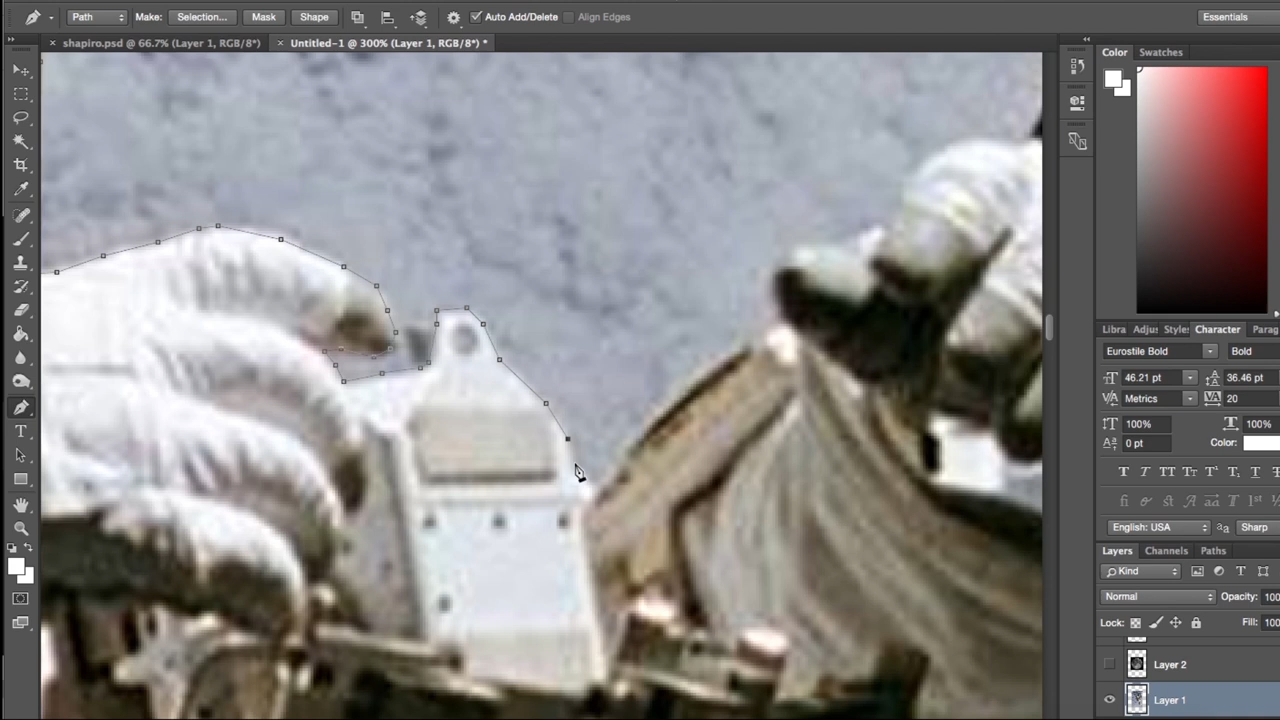 Path Make: Selection... Mask Shape Auto Add/Delete Align Edges Essentials
× shapiro.psd @ 66.7% (Layer 1, RGB/8*) × Untitled-1 @ 300% (Layer 1, RGB/8*) *
Color Swatches
Libra Adjus Styles Character Parag
Eurostile Bold Bold
46.21 pt 36.46 pt
Metrics 20
100% 100%
0 pt Color:
English: USA Sharp
Layers Channels Paths
Kind
Normal Opacity: 100
Lock: Fill: 100
Layer 2
Layer 1